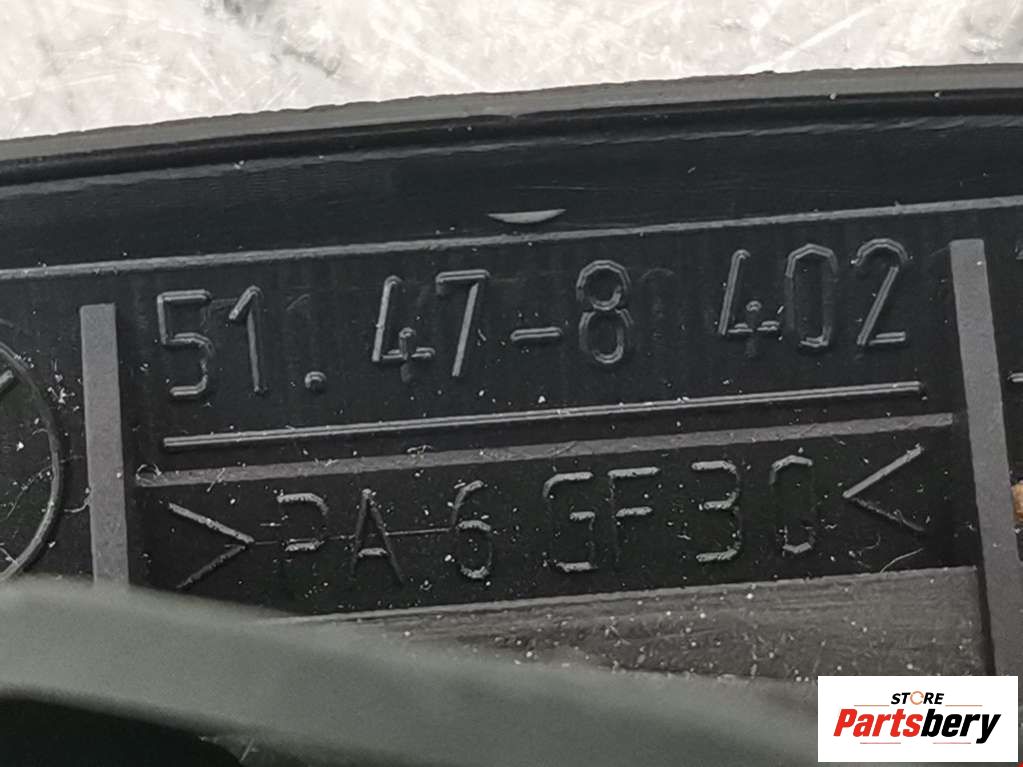 51.47-8 402
>PA6 GF30<
STORE
Partsbery